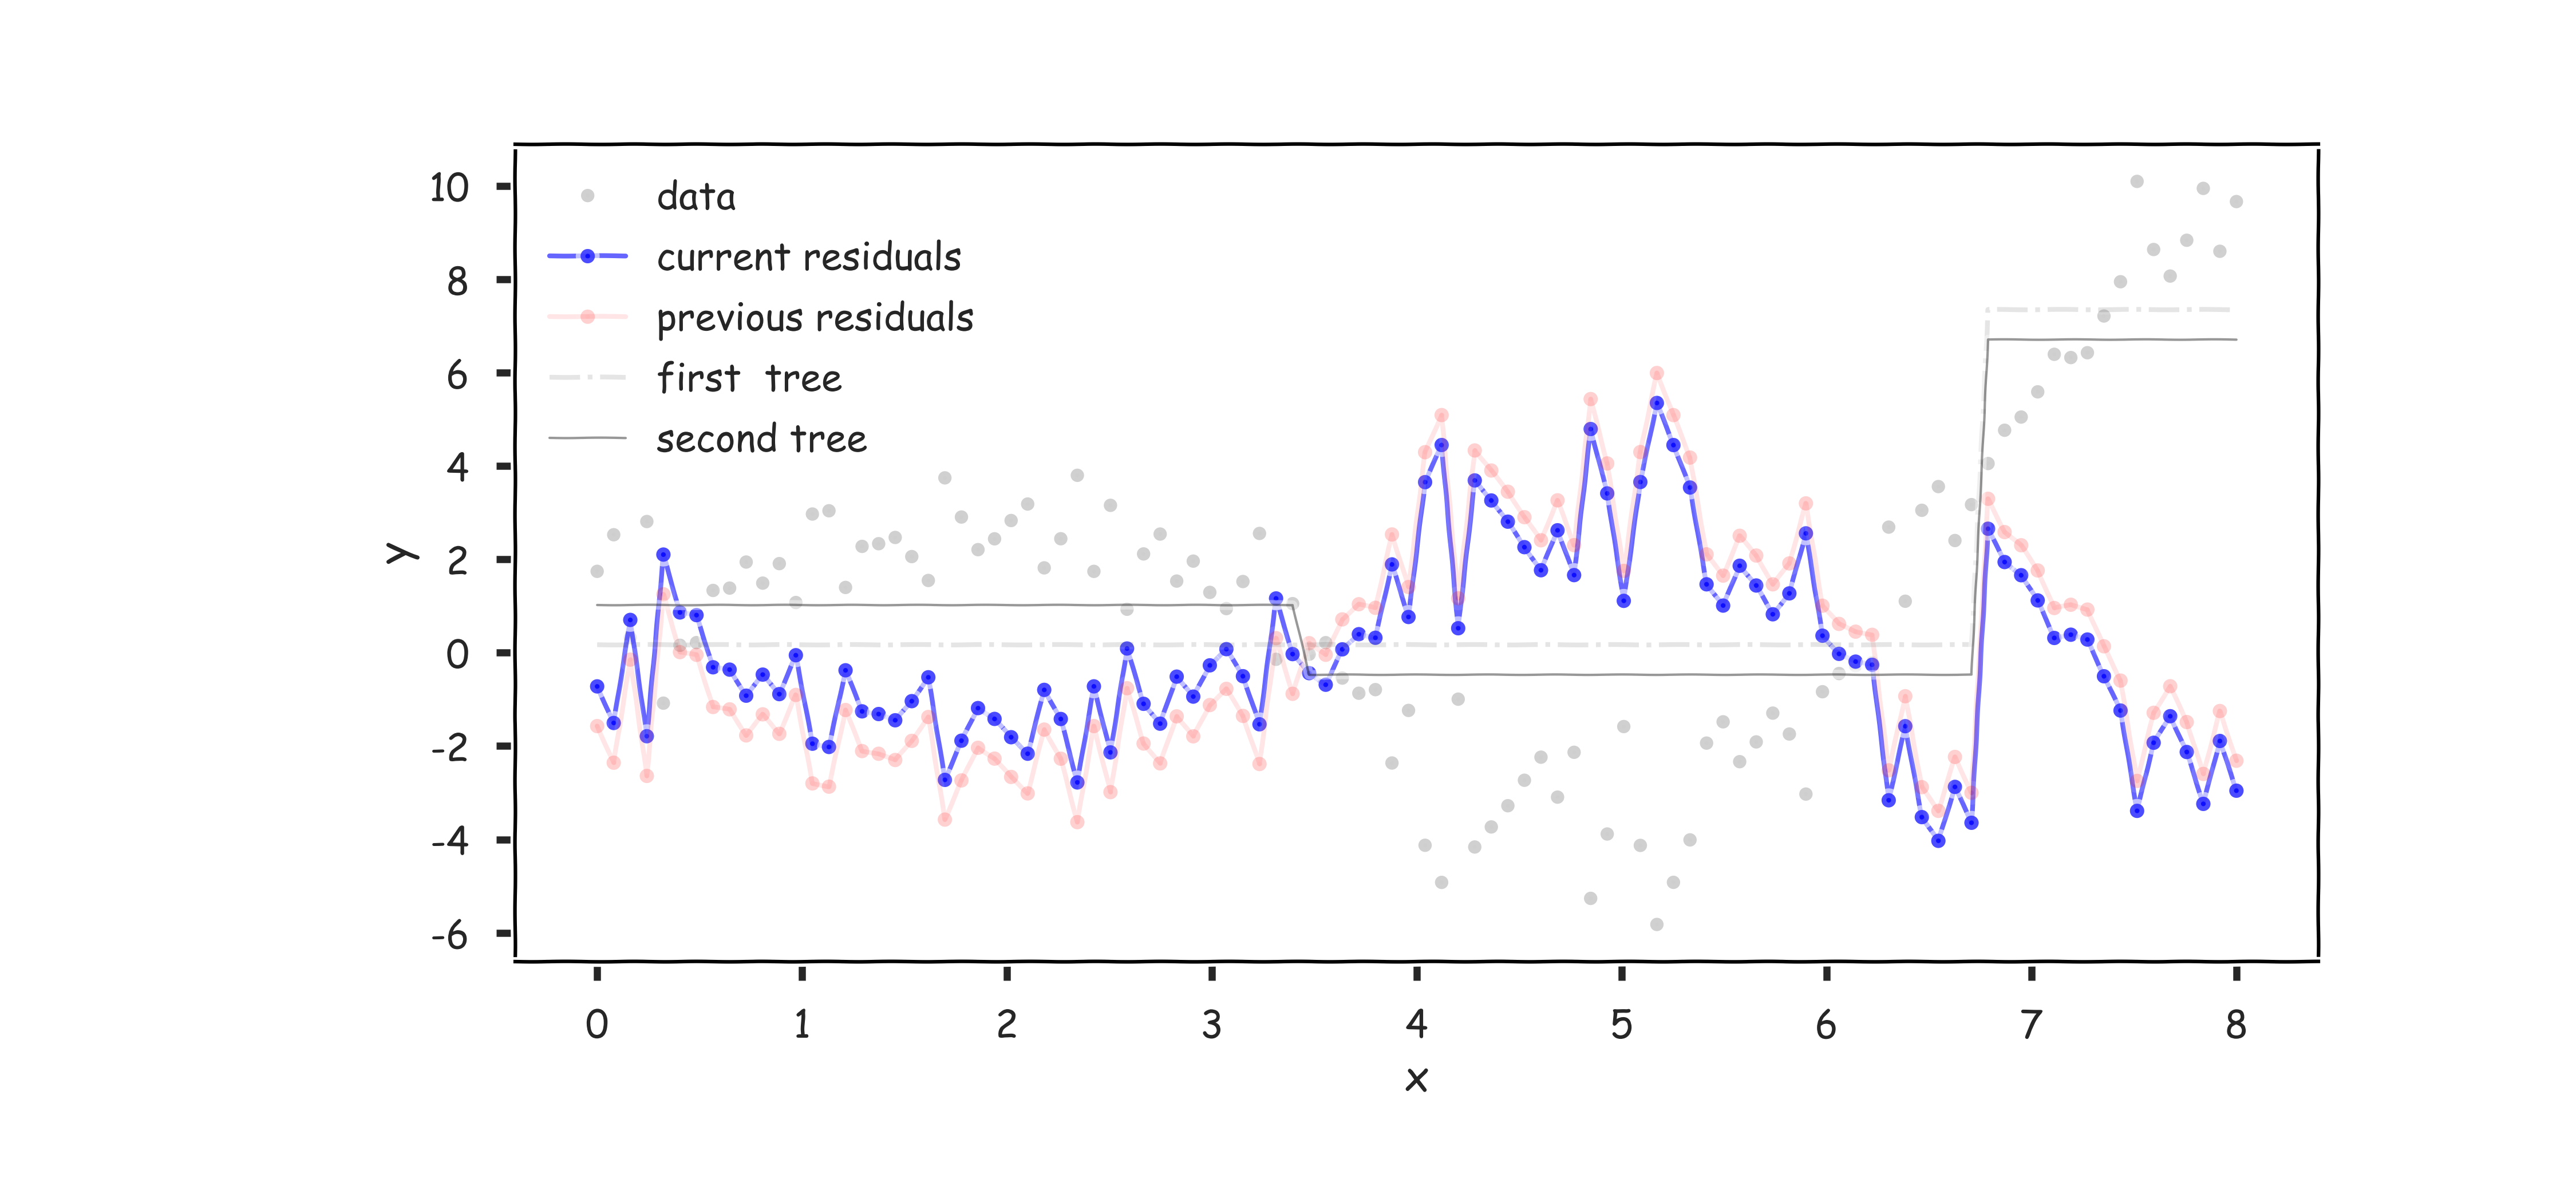 10
8
6
4
2
0
-2
-4
-6
y
data
current residuals
previous residuals
first tree
second tree
0 1 2 3 4 5 6 7 8
x